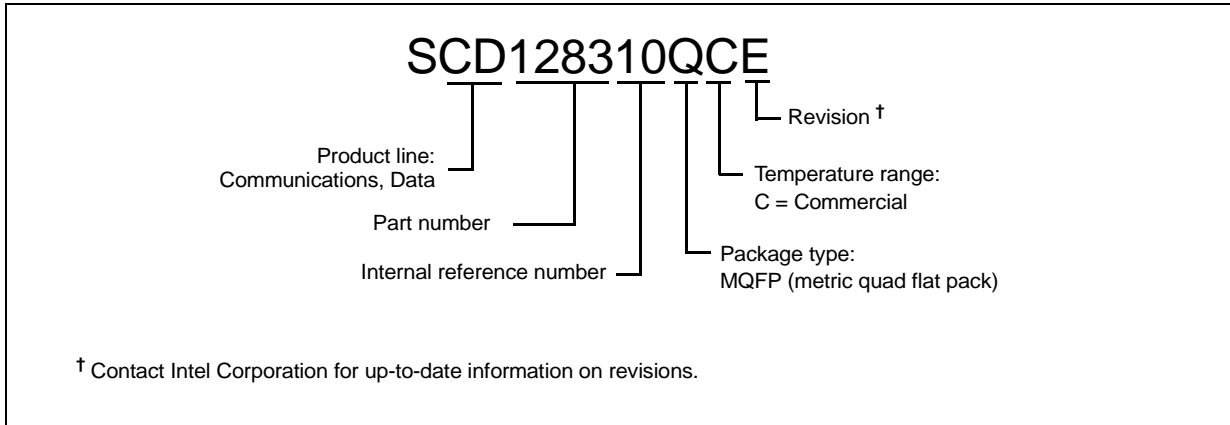 SCD128310QCE
Revision †
Product line:
Communications, Data
Temperature range:
C = Commercial
Part number
Package type:
MQFP (metric quad flat pack)
Internal reference number
† Contact Intel Corporation for up-to-date information on revisions.